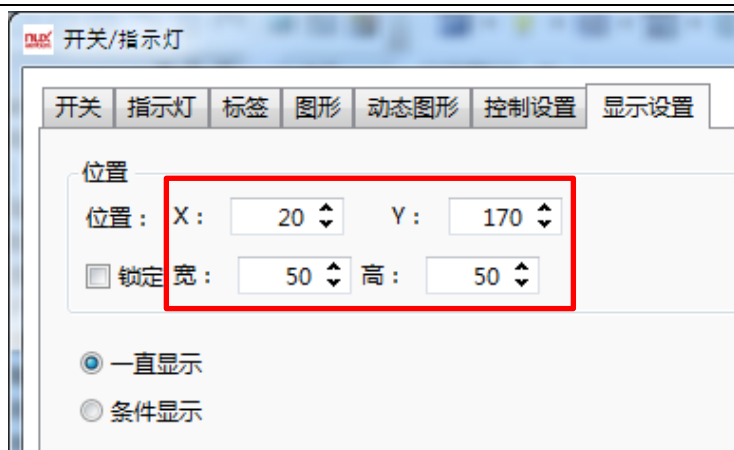 开关/指示灯
开关 指示灯 标签 图形 动态图形 控制设置 显示设置
位置
位置： X： 20 Y： 170
锁定 宽： 50 高： 50
一直显示
条件显示